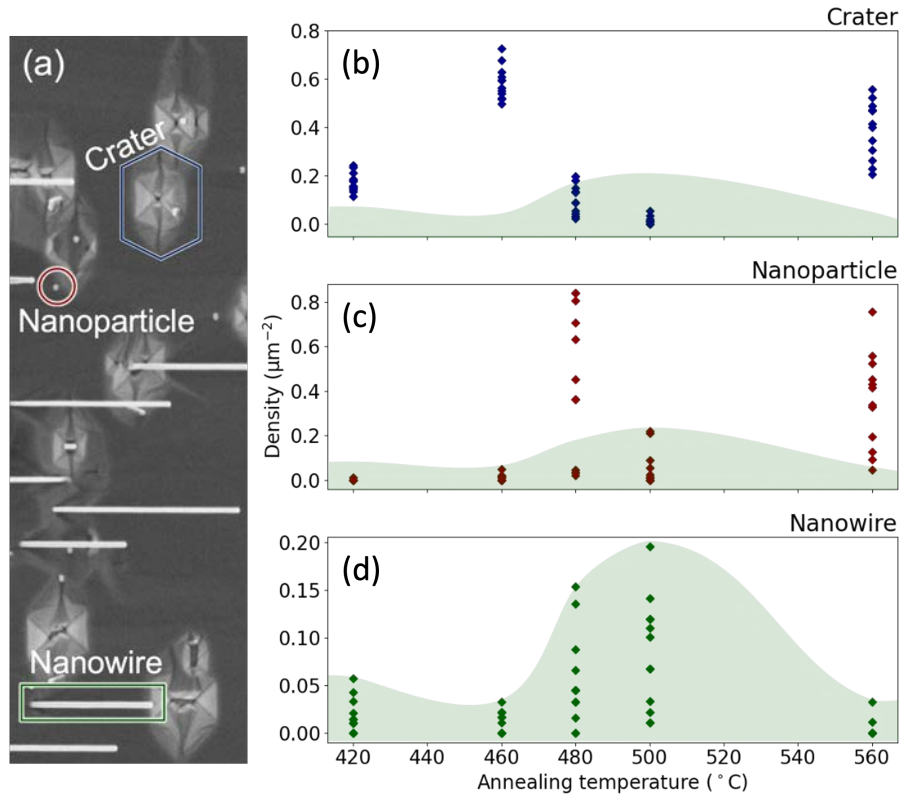 (a)
Crater
Nanoparticle
Nanowire
Crater
(b)
0.8
0.6
0.4
0.2
0.0
Nanoparticle
(c)
0.8
0.6
0.4
0.2
0.0
Density (μm⁻²)
Nanowire
(d)
0.20
0.15
0.10
0.05
0.00
420 440 460 480 500 520 540 560
Annealing temperature (°C)